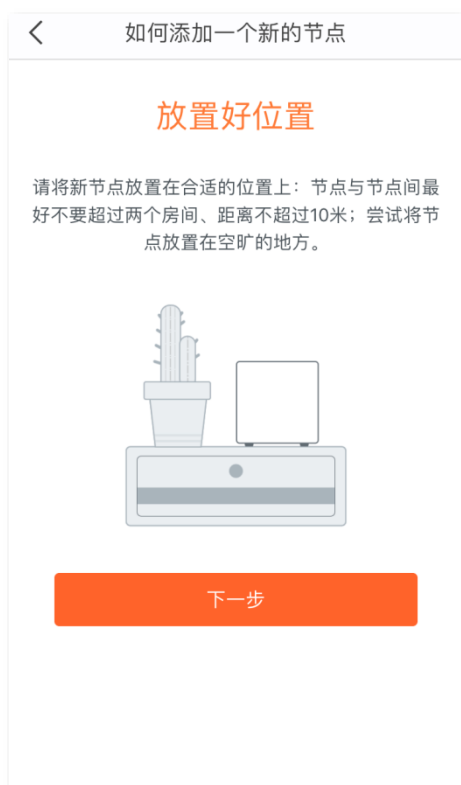 如何添加一个新的节点
放置好位置
请将新节点放置在合适的位置上：节点与节点间最
好不要超过两个房间、距离不超过10米；尝试将节
点放置在空旷的地方。
下一步